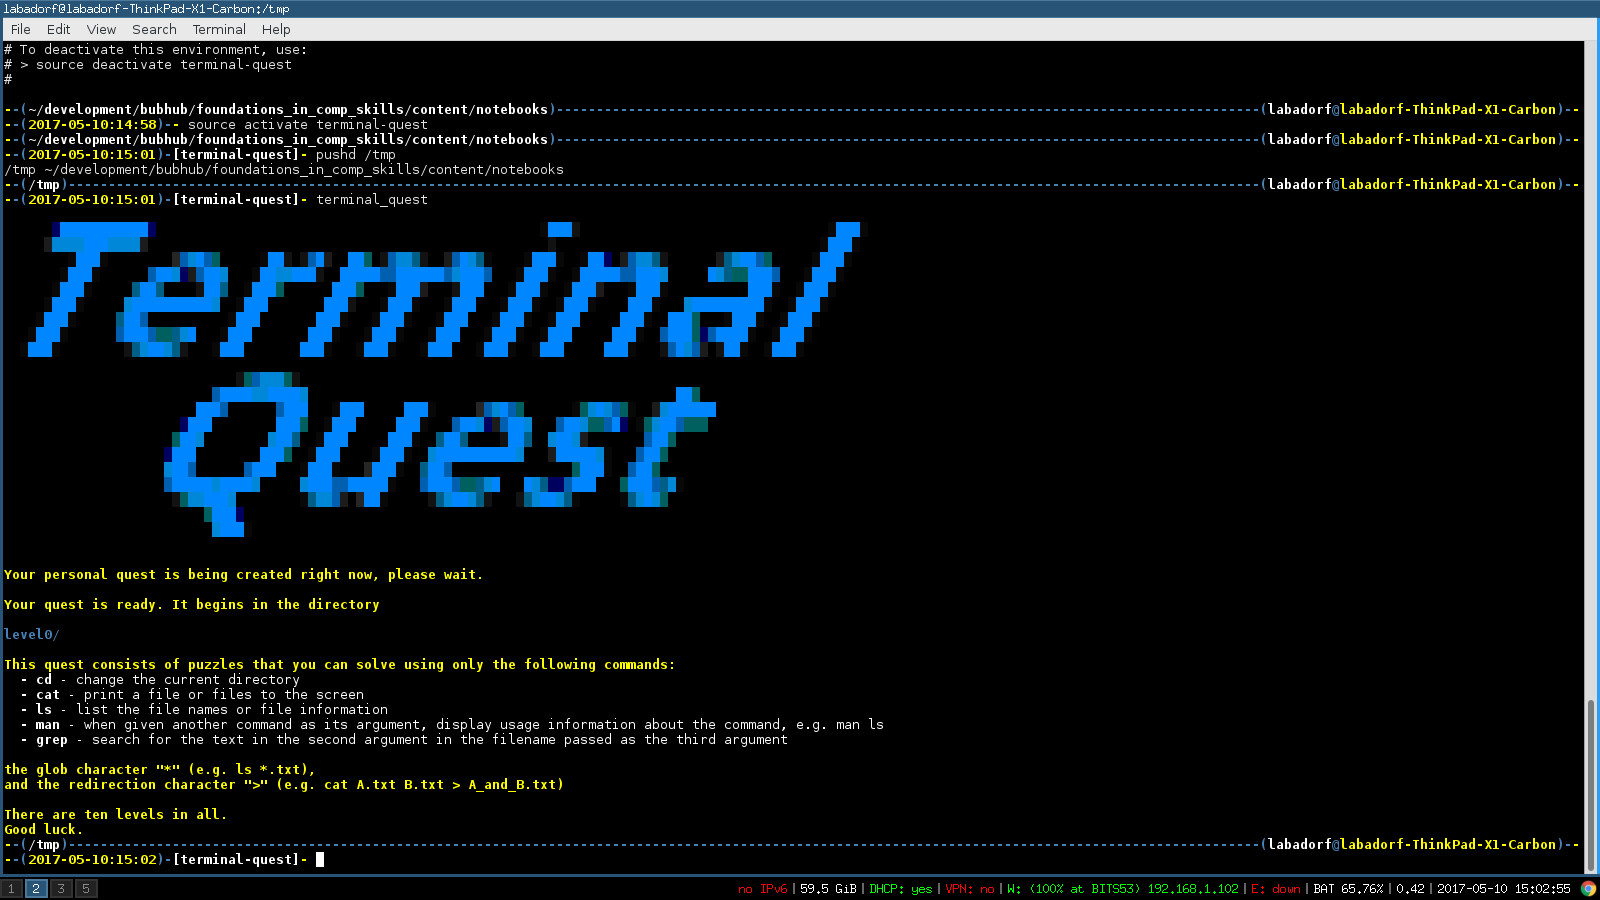 labadorf@labadorf-ThinkPad-X1-Carbon:/tmp
File Edit View Search Terminal Help
# To deactivate this environment, use:
# > source deactivate terminal-quest
#
--(~/development/bubhub/foundations_in_comp_skills/content/notebooks)----------------------------------------------------------------------------------------(labadorf@labadorf-ThinkPad-X1-Carbon)--
--(2017-05-10:14:58)-- source activate terminal-quest
--(~/development/bubhub/foundations_in_comp_skills/content/notebooks)----------------------------------------------------------------------------------------(labadorf@labadorf-ThinkPad-X1-Carbon)--
--(2017-05-10:15:01)-[terminal-quest]- pushd /tmp
/tmp ~/development/bubhub/foundations_in_comp_skills/content/notebooks
--(/tmp)-----------------------------------------------------------------------------------------------------------------------------------------------------(labadorf@labadorf-ThinkPad-X1-Carbon)--
--(2017-05-10:15:01)-[terminal-quest]- terminal_quest
Terminal
Quest
Your personal quest is being created right now, please wait.
Your quest is ready. It begins in the directory
level0/
This quest consists of puzzles that you can solve using only the following commands:
- cd - change the current directory
- cat - print a file or files to the screen
- ls - list the file names or file information
- man - when given another command as its argument, display usage information about the command, e.g. man ls
- grep - search for the text in the second argument in the filename passed as the third argument
the glob character "*" (e.g. ls *.txt),
and the redirection character ">" (e.g. cat A.txt B.txt > A_and_B.txt)
There are ten levels in all.
Good luck.
--(/tmp)-----------------------------------------------------------------------------------------------------------------------------------------------------(labadorf@labadorf-ThinkPad-X1-Carbon)--
--(2017-05-10:15:02)-[terminal-quest]-
1 2 3 5 no IPv6|59.5 GiB|DHCP: yes|VPN: no|W: (100% at BITS53) 192.168.1.102|E: down|BAT 65.76%|0.42|2017-05-10 15:02:55